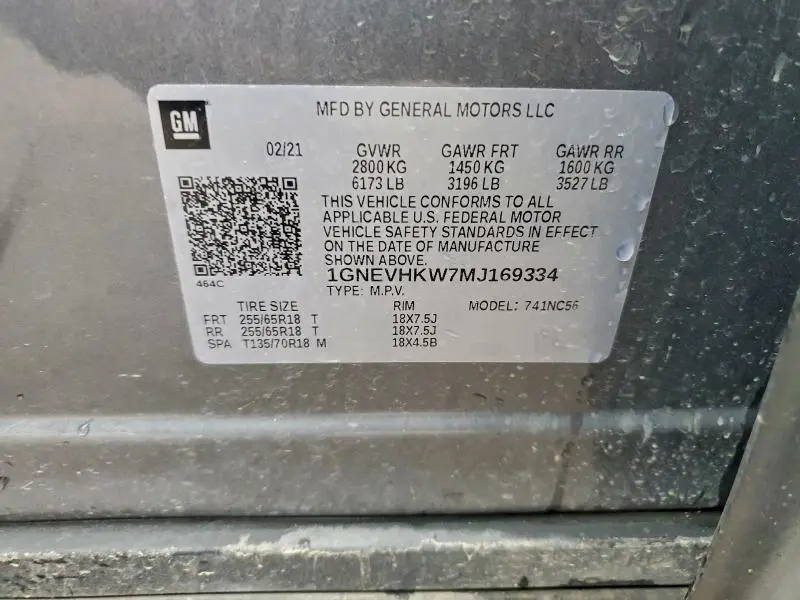 GM
MFD BY GENERAL MOTORS LLC
02/21 GVWR GAWR FRT GAWR RR
2800 KG 1450 KG 1600 KG
6173 LB 3196 LB 3527 LB
THIS VEHICLE CONFORMS TO ALL
APPLICABLE U.S. FEDERAL MOTOR
VEHICLE SAFETY STANDARDS IN EFFECT
ON THE DATE OF MANUFACTURE
SHOWN ABOVE.
1GNEVHKW7MJ169334
464C
TYPE: M.P.V.
TIRE SIZE RIM MODEL: 741NC56
FRT 255/65R18 T 18X7.5J
RR 255/65R18 T 18X7.5J
SPA T135/70R18 M 18X4.5B